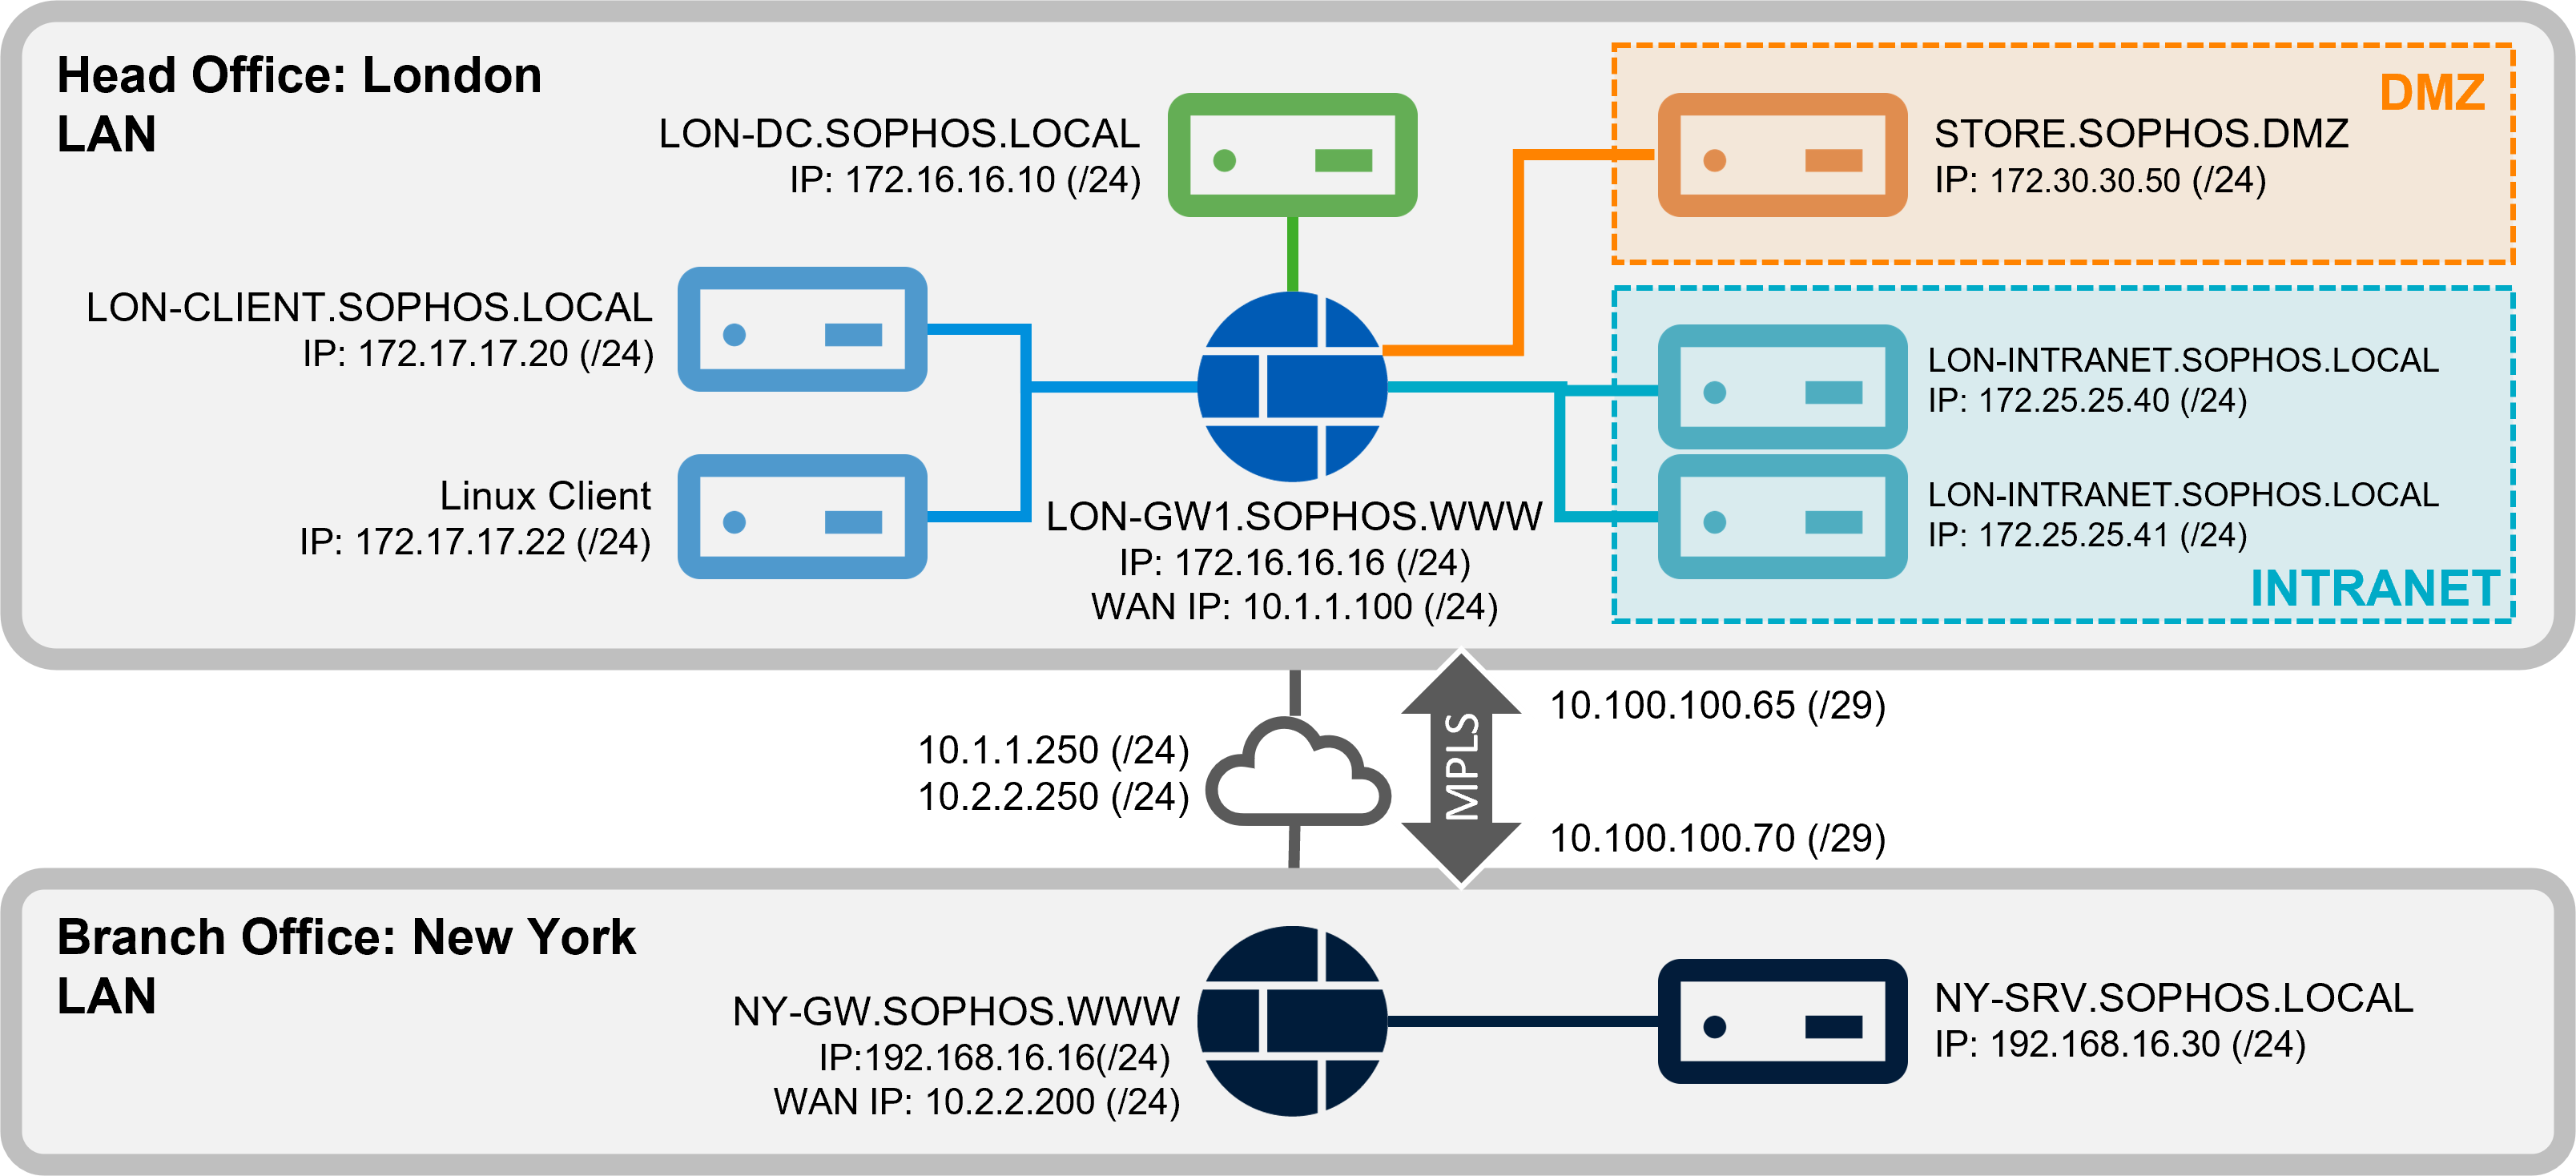 Head Office: London
LAN
LON-DC.SOPHOS.LOCAL
IP: 172.16.16.10 (/24)
DMZ
STORE.SOPHOS.DMZ
IP: 172.30.30.50 (/24)
LON-CLIENT.SOPHOS.LOCAL
IP: 172.17.17.20 (/24)
LON-INTRANET.SOPHOS.LOCAL
IP: 172.25.25.40 (/24)
Linux Client
IP: 172.17.17.22 (/24)
LON-GW1.SOPHOS.WWW
IP: 172.16.16.16 (/24)
WAN IP: 10.1.1.100 (/24)
LON-INTRANET.SOPHOS.LOCAL
IP: 172.25.25.41 (/24)
INTRANET
10.1.1.250 (/24)
10.2.2.250 (/24)
MPLS
10.100.100.65 (/29)
10.100.100.70 (/29)
Branch Office: New York
LAN
NY-GW.SOPHOS.WWW
IP:192.168.16.16(/24)
WAN IP: 10.2.2.200 (/24)
NY-SRV.SOPHOS.LOCAL
IP: 192.168.16.30 (/24)